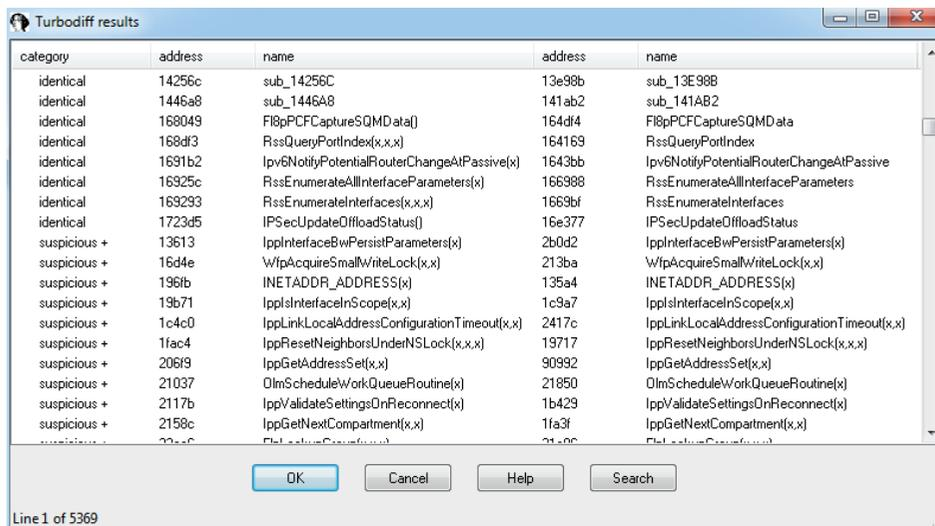 Turbodiff results
category address name address name
identical 14256c sub_14256C 13e98b sub_13E98B
identical 1446a8 sub_1446A8 141ab2 sub_141AB2
identical 168049 Fl8pPCFCaptureSQMData() 164df4 Fl8pPCFCaptureSQMData
identical 168df3 RssQueryPortIndex(x,x,x) 164169 RssQueryPortIndex
identical 1691b2 Ipv6NotifyPotentialRouterChangeAtPassive(x) 1643bb Ipv6NotifyPotentialRouterChangeAtPassive
identical 16925c RssEnumerateAllInterfaceParameters(x) 166988 RssEnumerateAllInterfaceParameters
identical 169293 RssEnumerateInterfaces(x,x,x) 1669bf RssEnumerateInterfaces
identical 1723d5 IPSecUpdateOffloadStatus() 16e377 IPSecUpdateOffloadStatus
suspicious + 13613 IppInterfaceBwPersistParameters(x) 2b0d2 IppInterfaceBwPersistParameters(x)
suspicious + 16d4e WfpAcquireSmallWriteLock(x,x) 213ba WfpAcquireSmallWriteLock(x,x)
suspicious + 196fb INETADDR_ADDRESS(x) 135a4 INETADDR_ADDRESS(x)
suspicious + 19b71 IppIsInterfaceInScope(x,x) 1c9a7 IppIsInterfaceInScope(x,x)
suspicious + 1c4c0 IppLinkLocalAddressConfigurationTimeout(x,x) 2417c IppLinkLocalAddressConfigurationTimeout(x,x)
suspicious + 1fac4 IppResetNeighborsUnderNSLock(x,x,x) 19717 IppResetNeighborsUnderNSLock(x,x,x)
suspicious + 206f9 IppGetAddressSet(x,x) 90992 IppGetAddressSet(x,x)
suspicious + 21037 OlmScheduleWorkQueueRoutine(x) 21850 OlmScheduleWorkQueueRoutine(x)
suspicious + 2117b IppValidateSettingsOnReconnect(x) 1b429 IppValidateSettingsOnReconnect(x)
suspicious + 2158c IppGetNextCompartment(x,x) 1fa3f IppGetNextCompartment(x,x)
OK Cancel Help Search
Line 1 of 5369